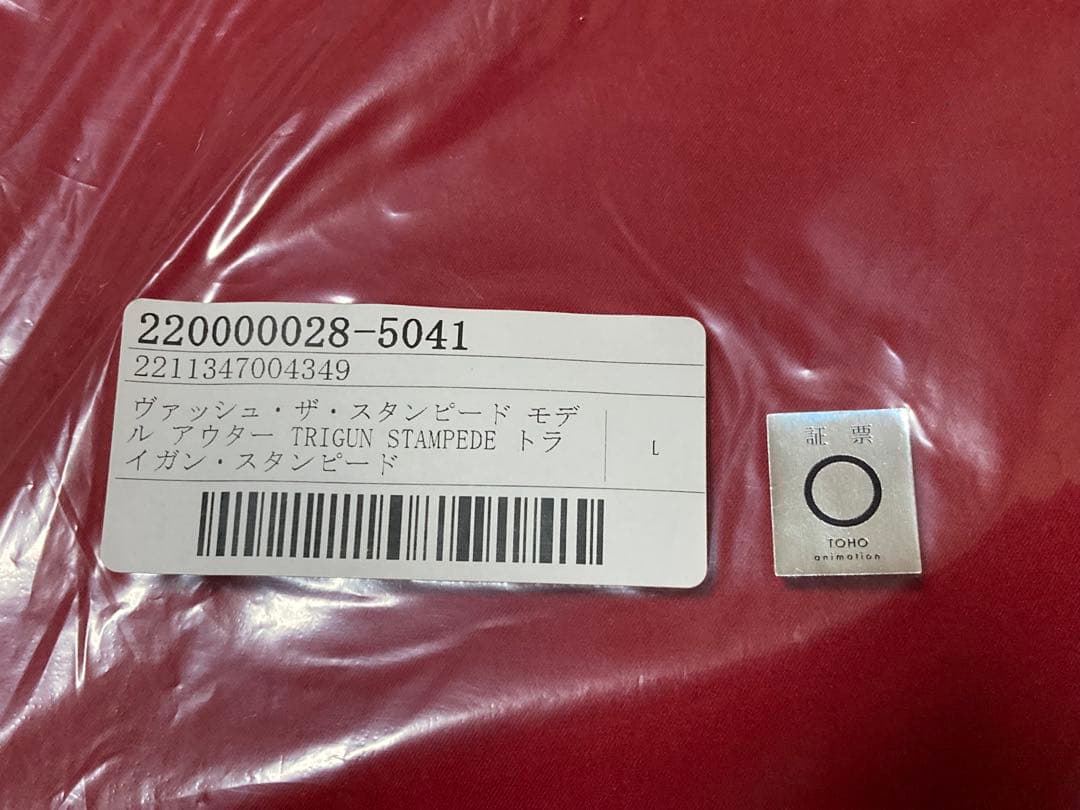 220000028-5041
2211347004349
ヴァッシュ・ザ・スタンピード モデ
ル アウター TRIGUN STAMPEDE トラ
イガン・スタンピード
L
証 票
TOHO
animation